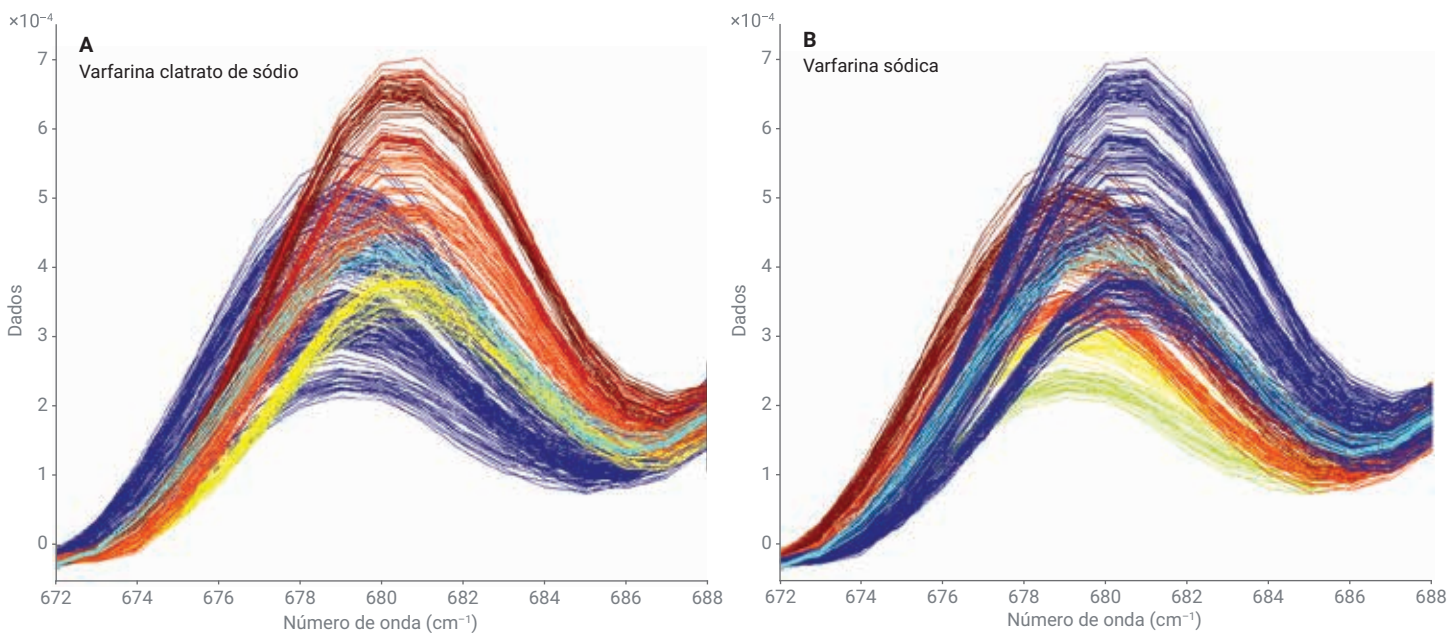 ×10⁻⁴
A
Varfarina clatrato de sódio
7
6
5
4
3
2
1
0
Dados
672 674 676 678 680 682 684 686 688
Número de onda (cm⁻¹)
×10⁻⁴
B
Varfarina sódica
7
6
5
4
3
2
1
0
Dados
672 674 676 678 680 682 684 686 688
Número de onda (cm⁻¹)